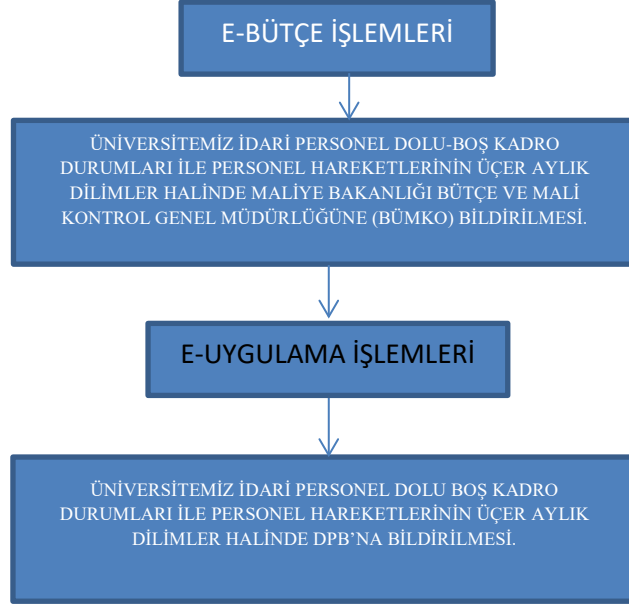 E-BÜTÇE İŞLEMLERİ
ÜNİVERSİTEMİZ İDARİ PERSONEL DOLU-BOŞ KADRO
DURUMLARI İLE PERSONEL HAREKETLERİNİN ÜÇER AYLIK
DİLİMLER HALİNDE MALİYE BAKANLIĞI BÜTÇE VE MALİ
KONTROL GENEL MÜDÜRLÜĞÜNE (BÜMKO) BİLDİRİLMESİ.
E-UYGULAMA İŞLEMLERİ
ÜNİVERSİTEMİZ İDARİ PERSONEL DOLU BOŞ KADRO
DURUMLARI İLE PERSONEL HAREKETLERİNİN ÜÇER AYLIK
DİLİMLER HALİNDE DPB’NA BİLDİRİLMESİ.